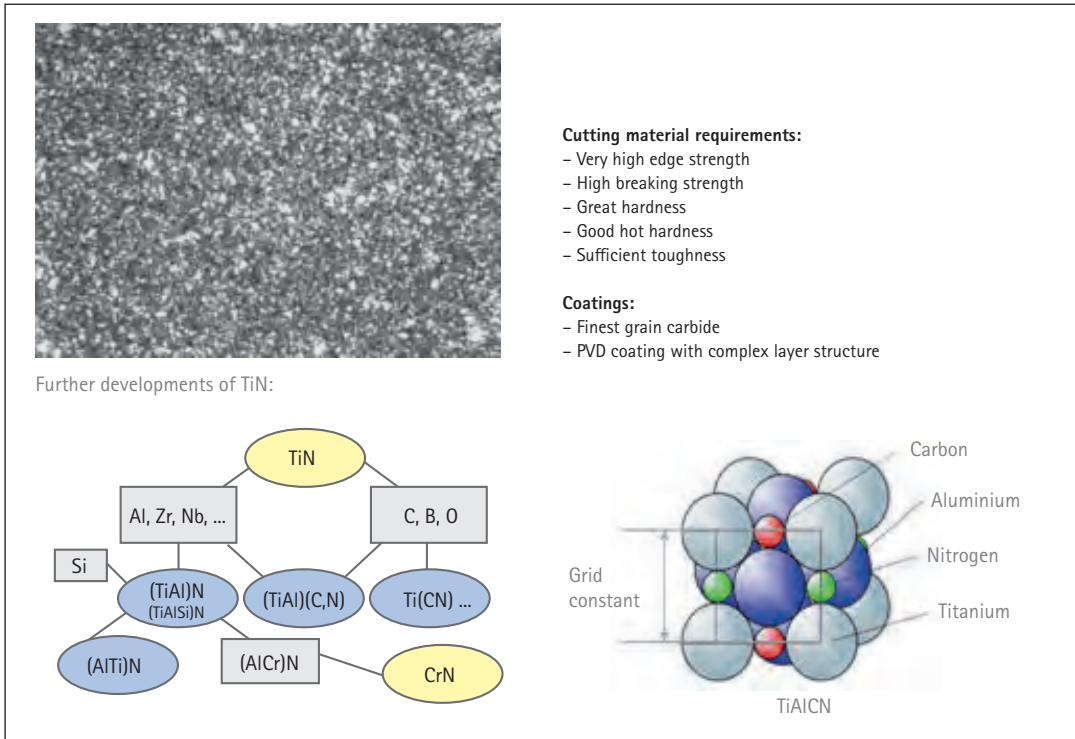 Cutting material requirements:
– Very high edge strength
– High breaking strength
– Great hardness
– Good hot hardness
– Sufficient toughness
Coatings:
– Finest grain carbide
– PVD coating with complex layer structure
Further developments of TiN:
TiN
Al, Zr, Nb, ...
C, B, O
Si
(TiAl)N
(TiAlSi)N
(TiAl)(C,N)
Ti(CN) ...
(AlTi)N
(AlCr)N
CrN
Carbon
Aluminium
Nitrogen
Titanium
Grid
constant
TiAlCN